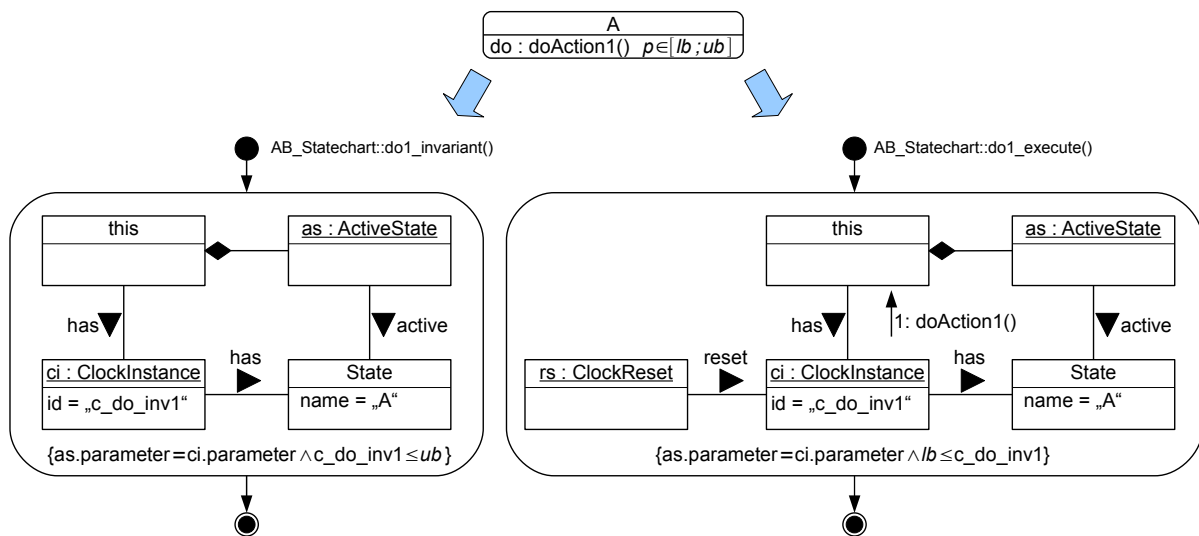 A
do : doAction1() p∈[lb ; ub]
AB_Statechart::do1_invariant()
this
as : ActiveState
has
active
has
ci : ClockInstance
id = „c_do_inv1“
State
name = „A“
{as.parameter=ci.parameter∧c_do_inv1≤ub}
AB_Statechart::do1_execute()
this
as : ActiveState
1: doAction1()
has
active
reset
has
rs : ClockReset
ci : ClockInstance
id = „c_do_inv1“
State
name = „A“
{as.parameter=ci.parameter∧lb≤c_do_inv1}